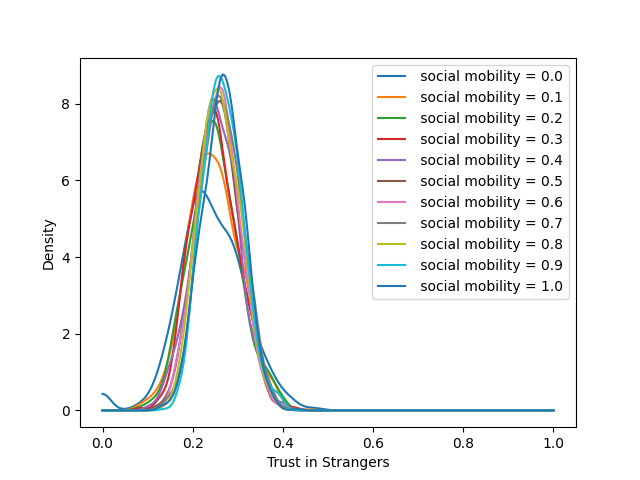 social mobility = 0.0
social mobility = 0.1
social mobility = 0.2
social mobility = 0.3
social mobility = 0.4
social mobility = 0.5
social mobility = 0.6
social mobility = 0.7
social mobility = 0.8
social mobility = 0.9
social mobility = 1.0
8
6
4
2
0
Density
0.0 0.2 0.4 0.6 0.8 1.0
Trust in Strangers